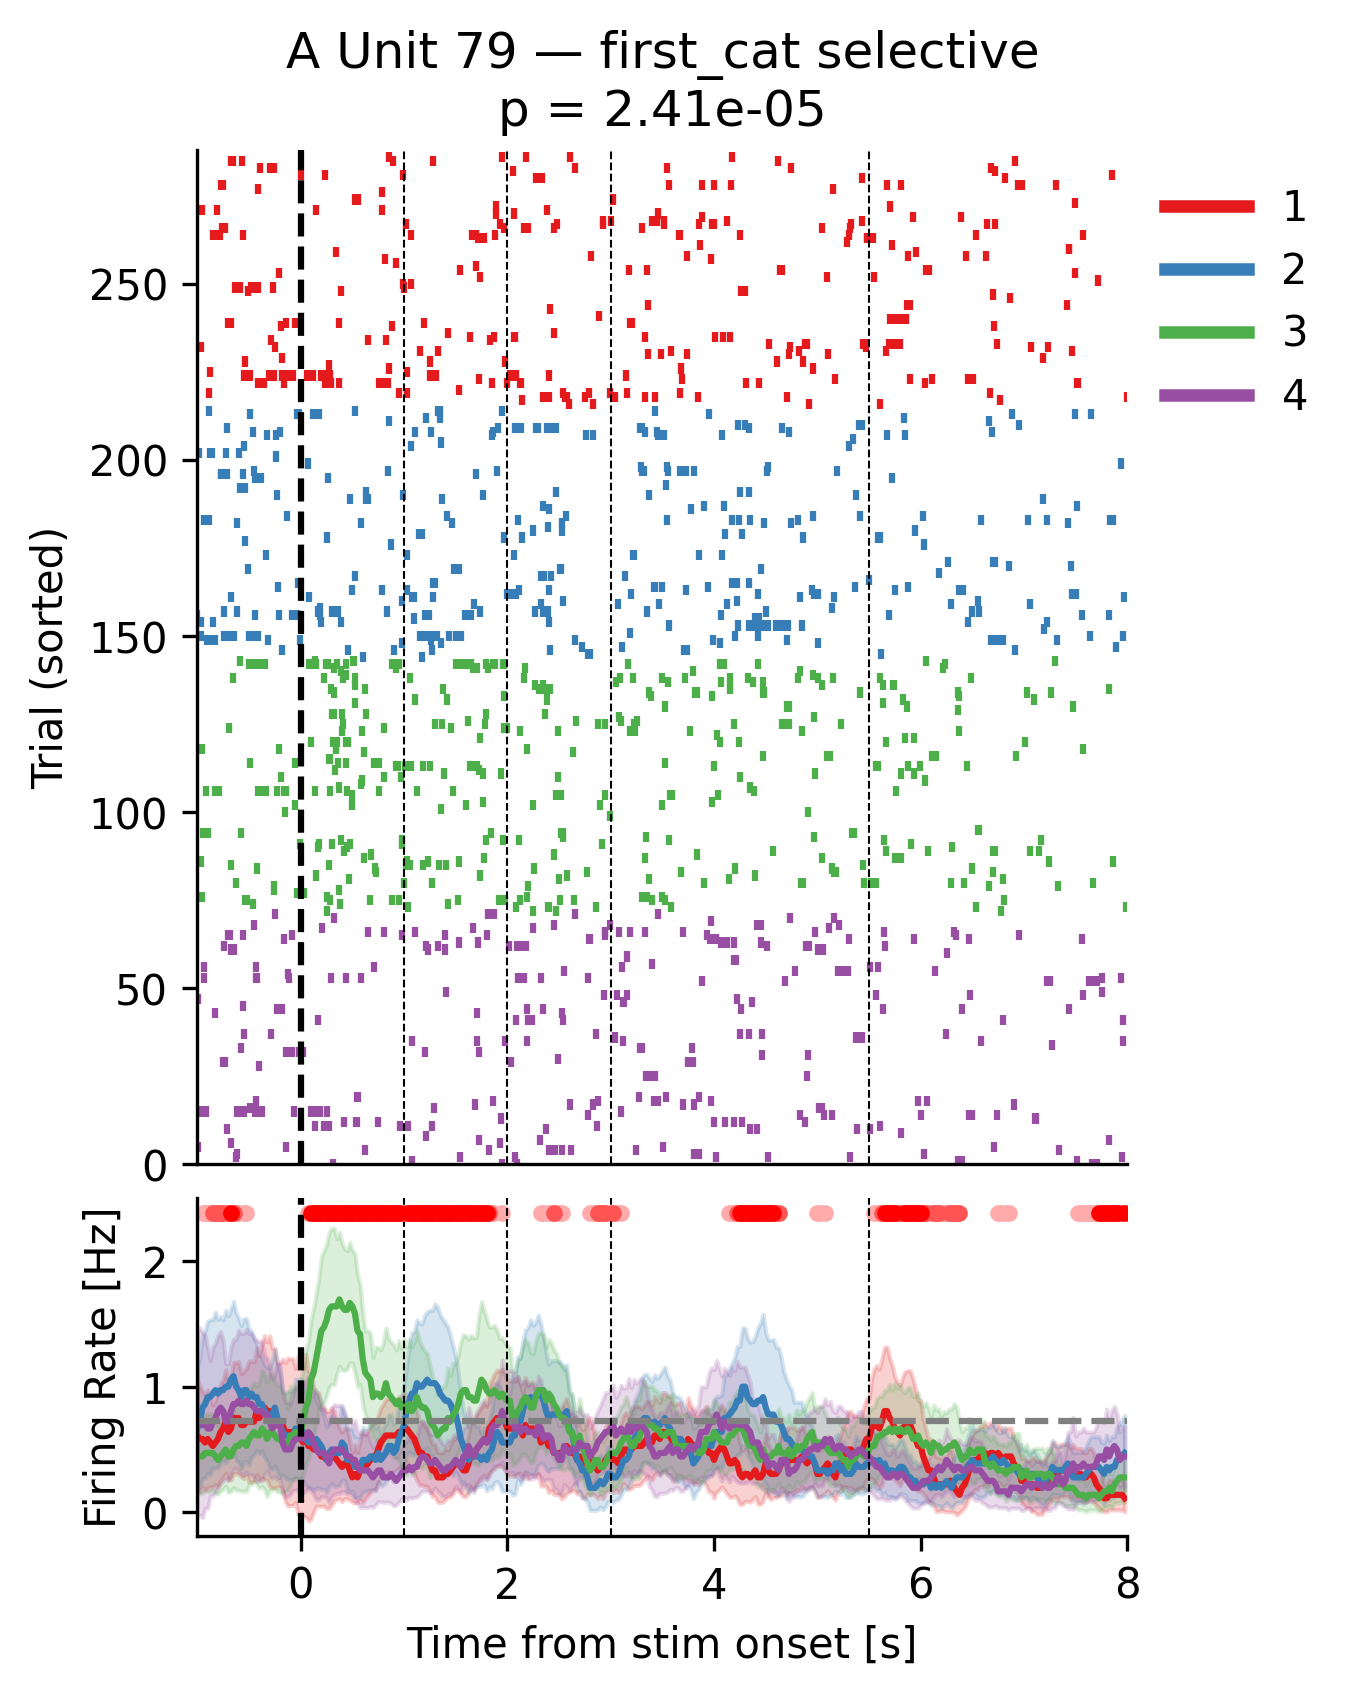 A Unit 79 — first_cat selective
p = 2.41e-05
1
2
3
4
250
200
150
100
50
0
Trial (sorted)
2
1
0
Firing Rate [Hz]
0 2 4 6 8
Time from stim onset [s]